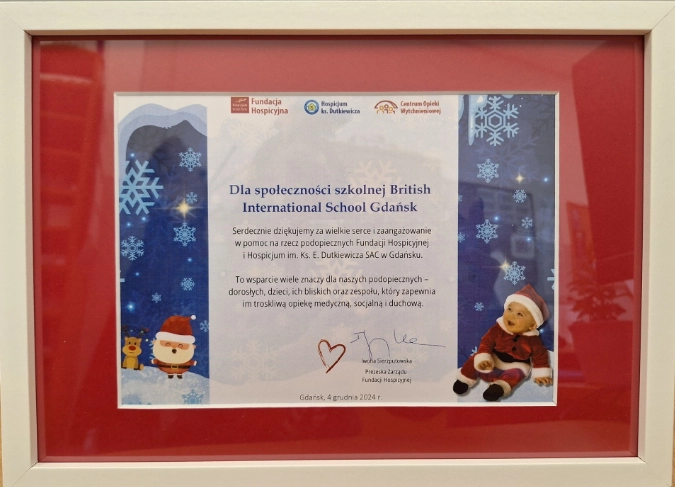 Fundacja
Hospicyjna
Hospicjum
ks. Dutkiewicza
Centrum Opieki
Wytchnieniowej
Dla społeczności szkolnej British
International School Gdańsk
Serdecznie dziękujemy za wielkie serce i zaangażowanie
w pomoc na rzecz podopiecznych Fundacji Hospicyjnej
i Hospicjum im. Ks. E. Dutkiewicza SAC w Gdańsku.
To wsparcie wiele znaczy dla naszych podopiecznych –
dorosłych, dzieci, ich bliskich oraz zespołu, który zapewnia
im troskliwą opiekę medyczną, socjalną i duchową.
Prezeska Zarządu
Fundacji Hospicyjnej
Gdańsk, 4 grudnia 2024 r.